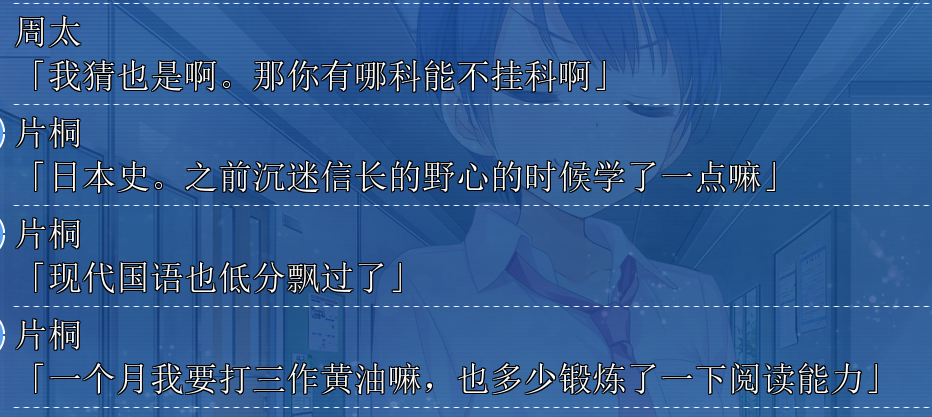 周太
「我猜也是啊。那你有哪科能不挂科啊」
片桐
「日本史。之前沉迷信长的野心的时候学了一点嘛」
片桐
「现代国语也低分飘过了」
片桐
「一个月我要打三作黄油嘛，也多少锻炼了一下阅读能力」